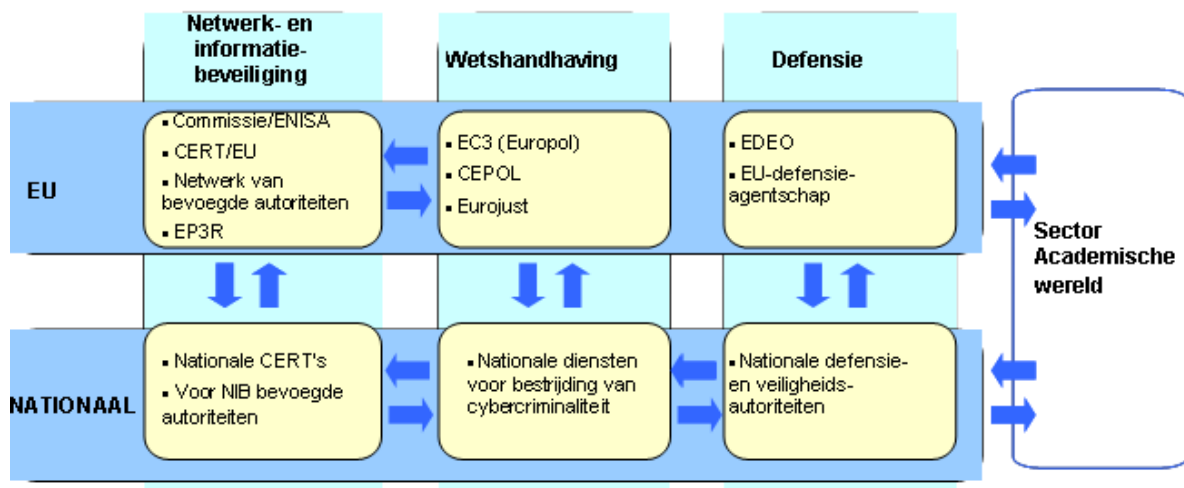 Netwerk- en
informatie-
beveiliging
Wetshandhaving
Defensie
EU
▪ Commissie/ENISA
▪ CERT/EU
▪ Netwerk van
bevoegde autoriteiten
▪ EP3R
▪ EC3 (Europol)
▪ CEPOL
▪ Eurojust
▪ EDEO
▪ EU-defensie-
agentschap
Sector
Academische
wereld
NATIONAAL
▪ Nationale CERT's
▪ Voor NIB bevoegde
autoriteiten
▪ Nationale diensten
voor bestrijding van
cybercriminaliteit
▪ Nationale defensie-
en veiligheids-
autoriteiten